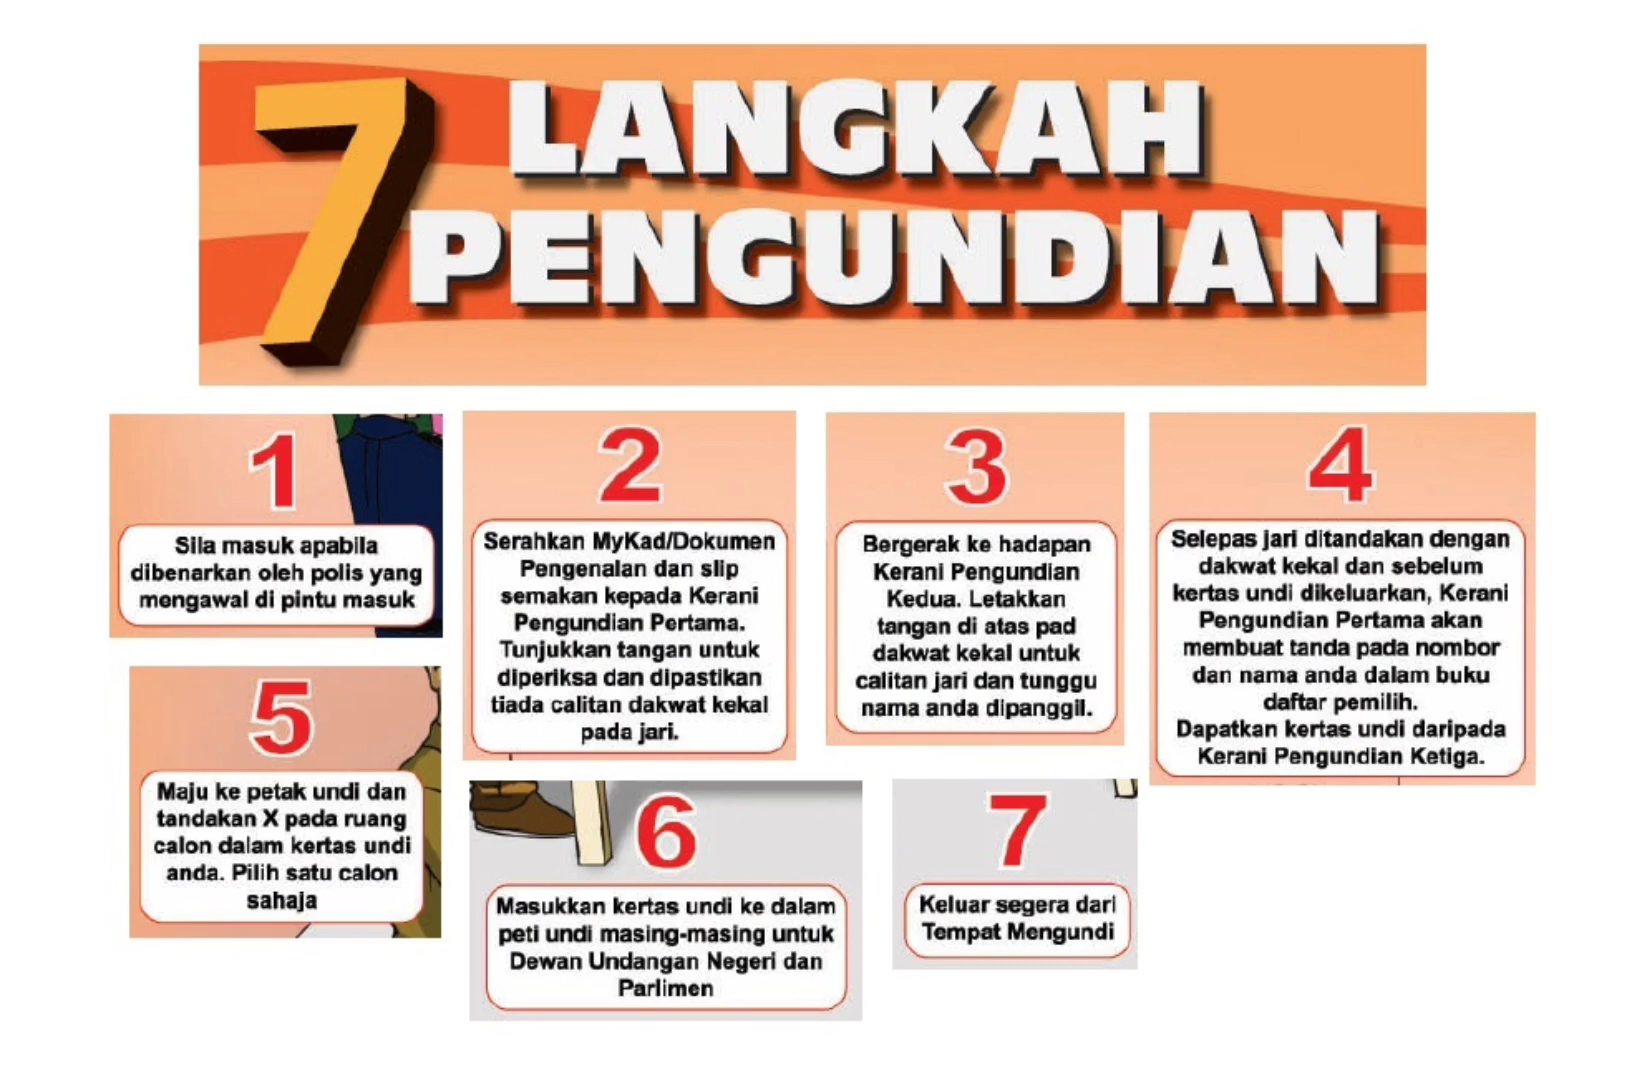 7 LANGKAH
PENGUNDIAN
1
Sila masuk apabila
dibenarkan oleh polis yang
mengawal di pintu masuk
2
Serahkan MyKad/Dokumen
Pengenalan dan slip
semakan kepada Kerani
Pengundian Pertama.
Tunjukkan tangan untuk
diperiksa dan dipastikan
tiada calitan dakwat kekal
pada jari.
3
Bergerak ke hadapan
Kerani Pengundian
Kedua. Letakkan
tangan di atas pad
dakwat kekal untuk
calitan jari dan tunggu
nama anda dipanggil.
4
Selepas jari ditandakan dengan
dakwat kekal dan sebelum
kertas undi dikeluarkan, Kerani
Pengundian Pertama akan
membuat tanda pada nombor
dan nama anda dalam buku
daftar pemilih.
Dapatkan kertas undi daripada
Kerani Pengundian Ketiga.
5
Maju ke petak undi dan
tandakan X pada ruang
calon dalam kertas undi
anda. Pilih satu calon
sahaja
6
Masukkan kertas undi ke dalam
peti undi masing-masing untuk
Dewan Undangan Negeri dan
Parlimen
7
Keluar segera dari
Tempat Mengundi